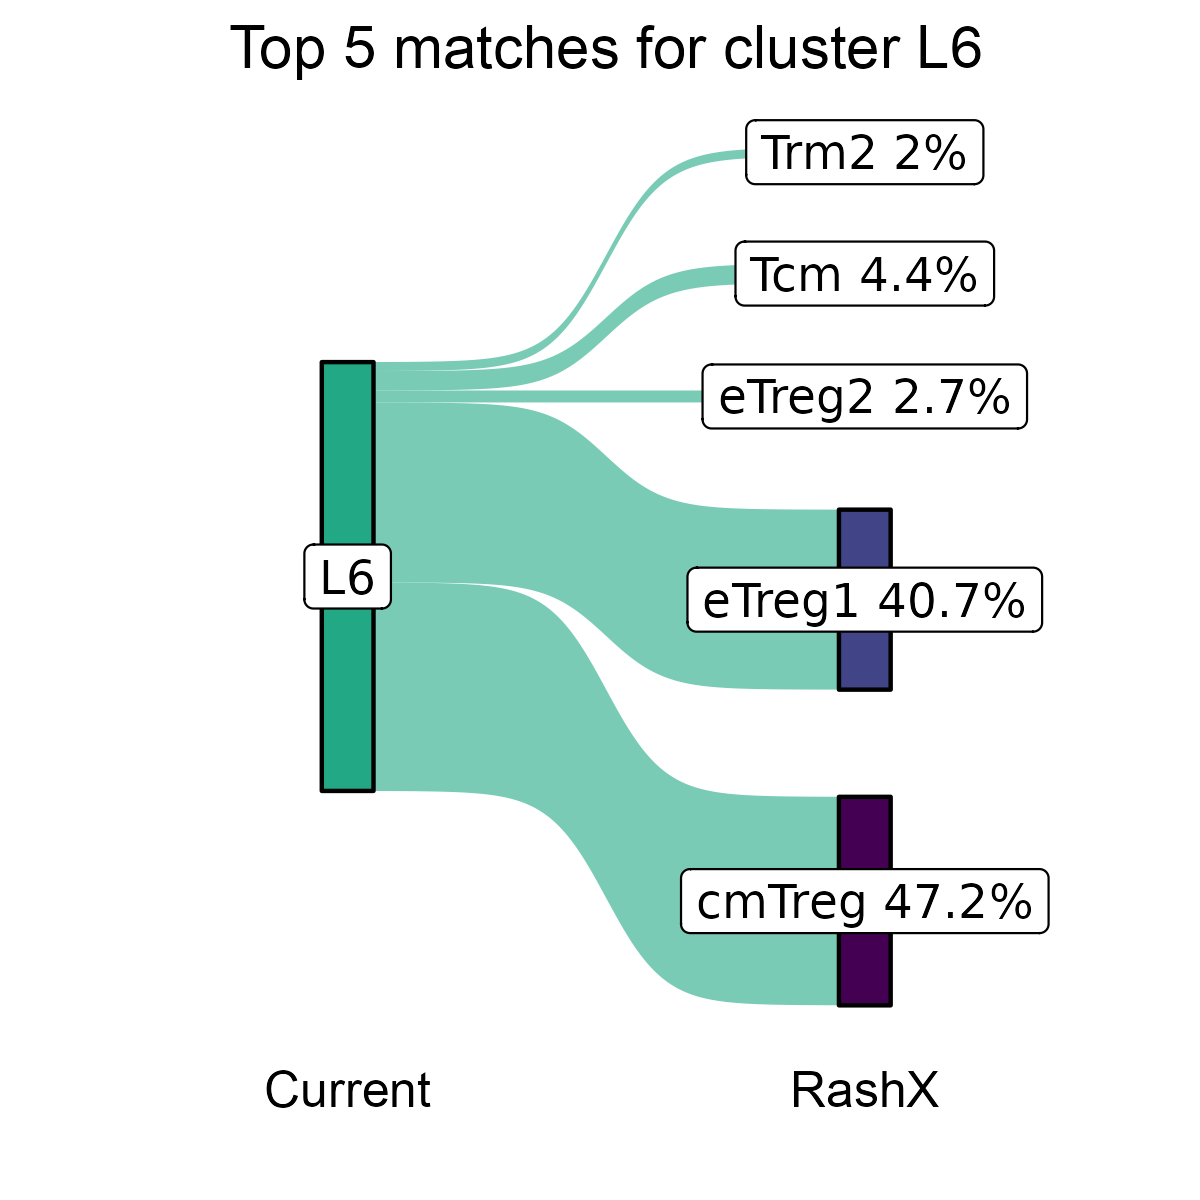 Top 5 matches for cluster L6
Trm2 2%
Tcm 4.4%
eTreg2 2.7%
L6
eTreg1 40.7%
cmTreg 47.2%
Current
RashX